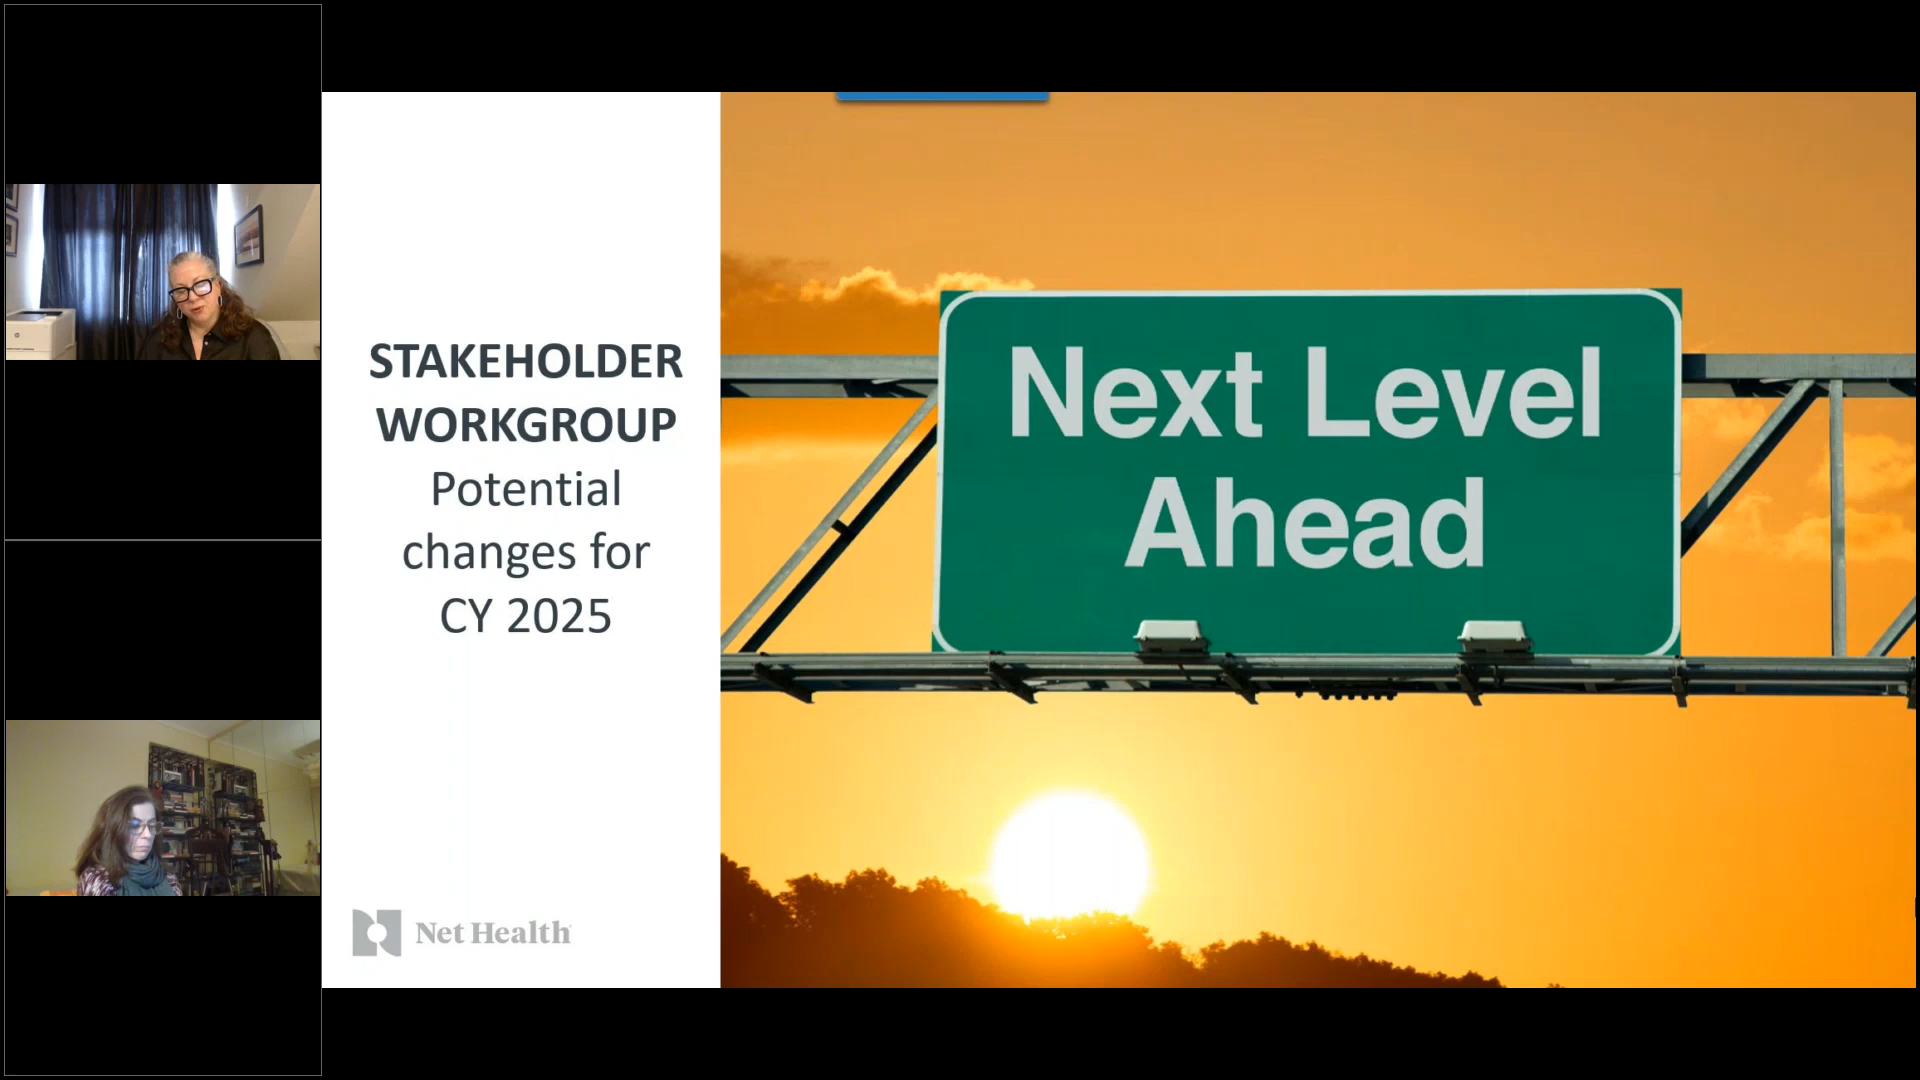 STAKEHOLDER
WORKGROUP
Potential
changes for
CY 2025
Net Health
Next Level
Ahead